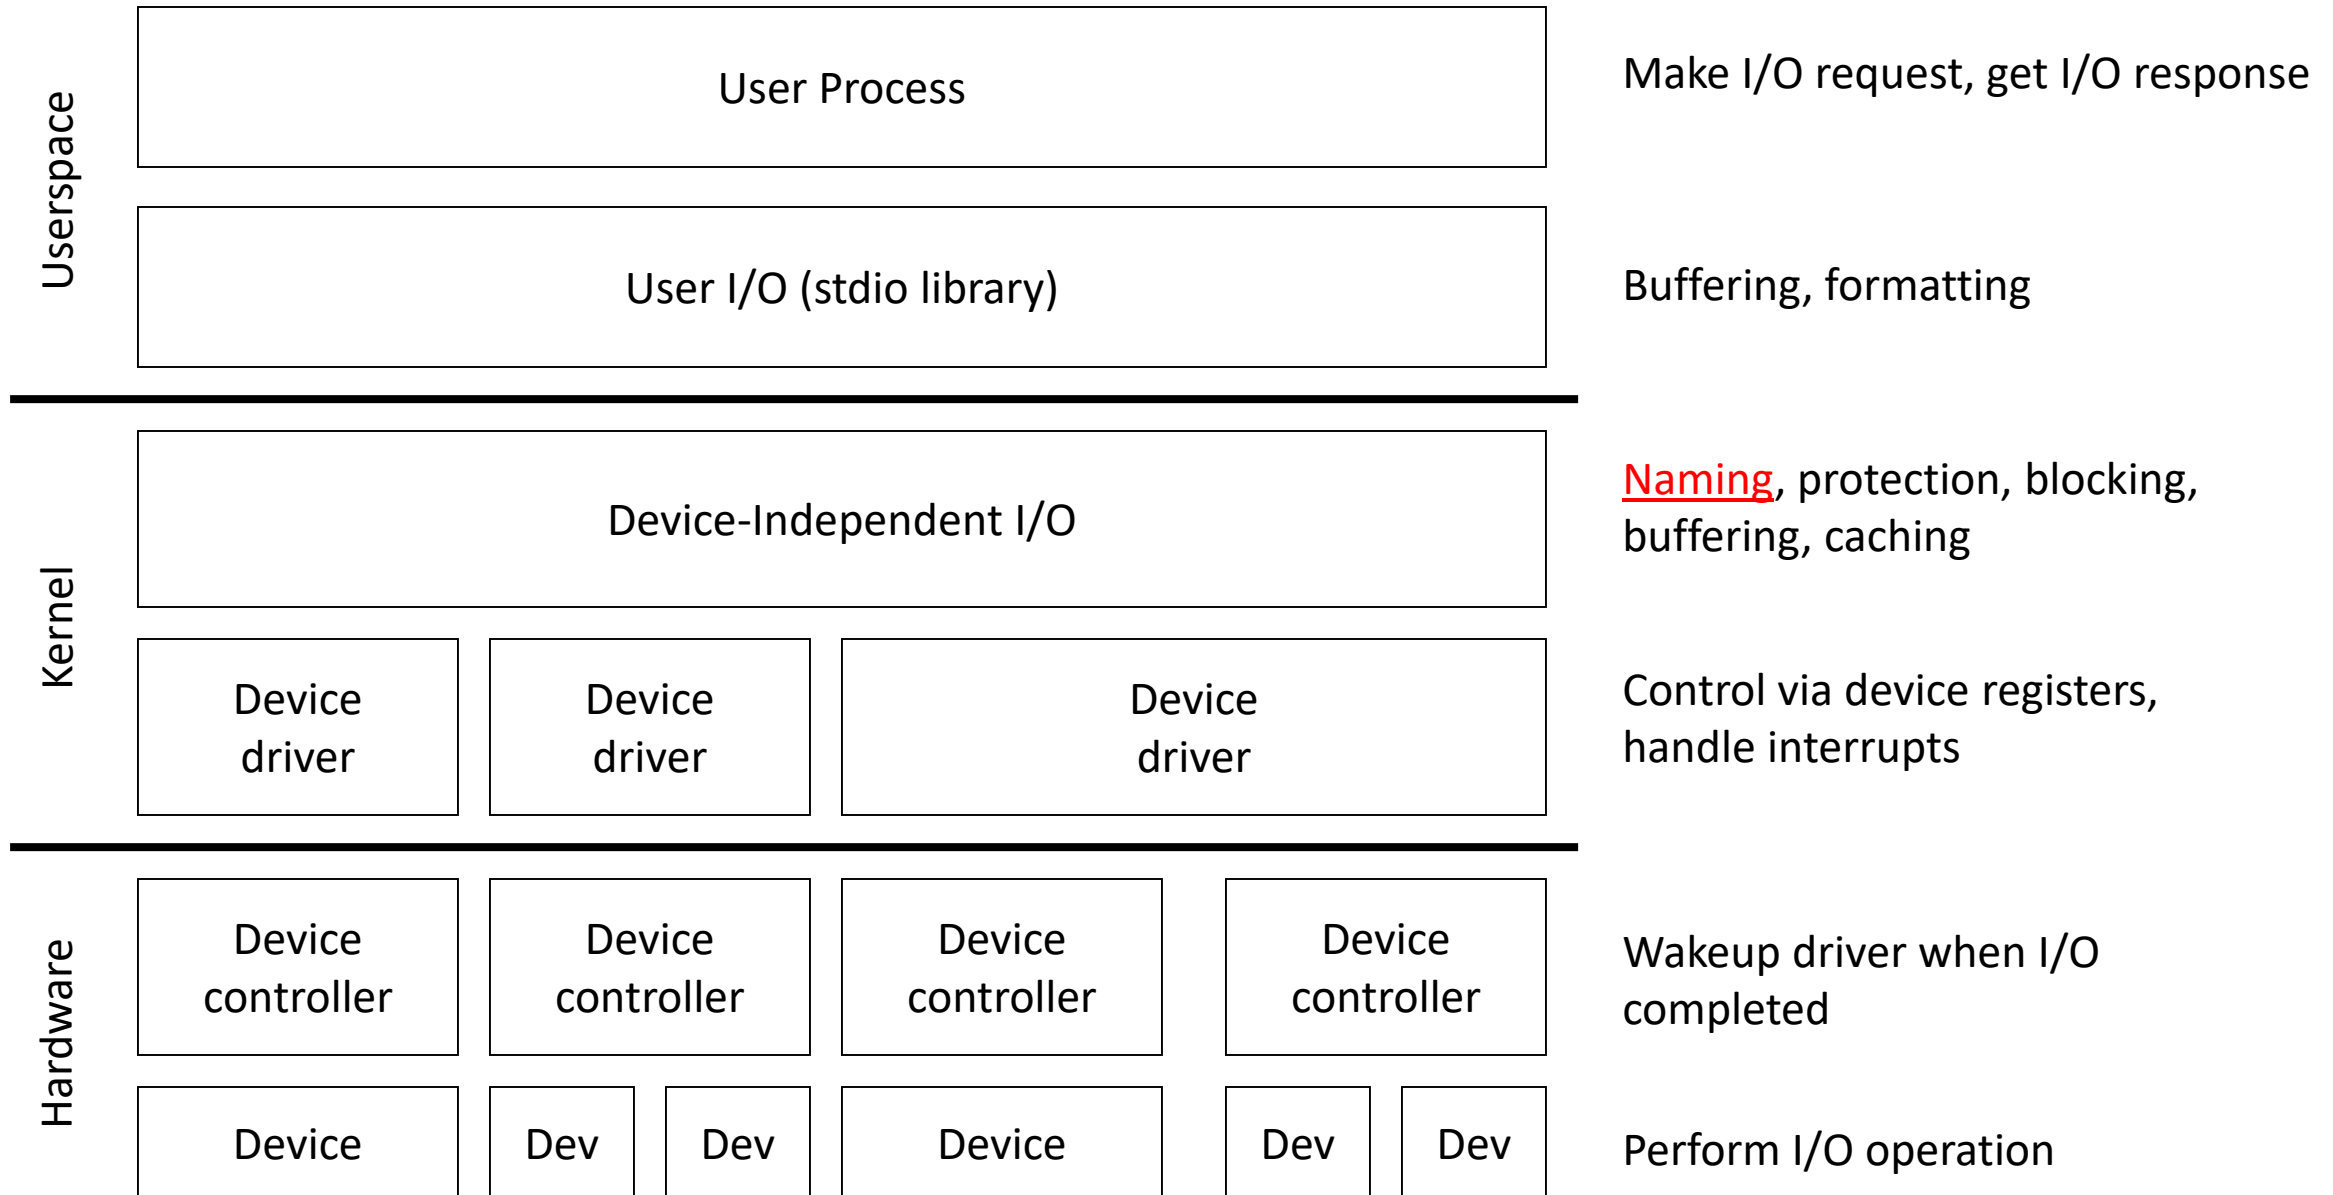 Userspace
User Process
Make I/O request, get I/O response
User I/O (stdio library)
Buffering, formatting
Kernel
Device-Independent I/O
Naming, protection, blocking,
buffering, caching
Device
driver
Device
driver
Device
driver
Control via device registers,
handle interrupts
Hardware
Device
controller
Device
controller
Device
controller
Device
controller
Wakeup driver when I/O
completed
Device
Dev
Dev
Device
Dev
Dev
Perform I/O operation